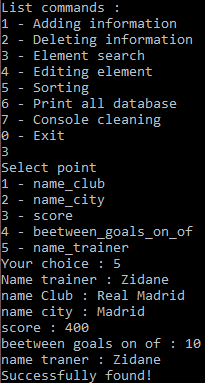 List commands :
1 - Adding information
2 - Deleting information
3 - Element search
4 - Editing element
5 - Sorting
6 - Print all database
7 - Console cleaning
0 - Exit
3
Select point
1 - name_club
2 - name_city
3 - score
4 - beetween_goals_on_of
5 - name_trainer
Your choice : 5
Name trainer : Zidane
name Club : Real Madrid
name city : Madrid
score : 400
beetween goals on of : 10
name traner : Zidane
Successfully found!